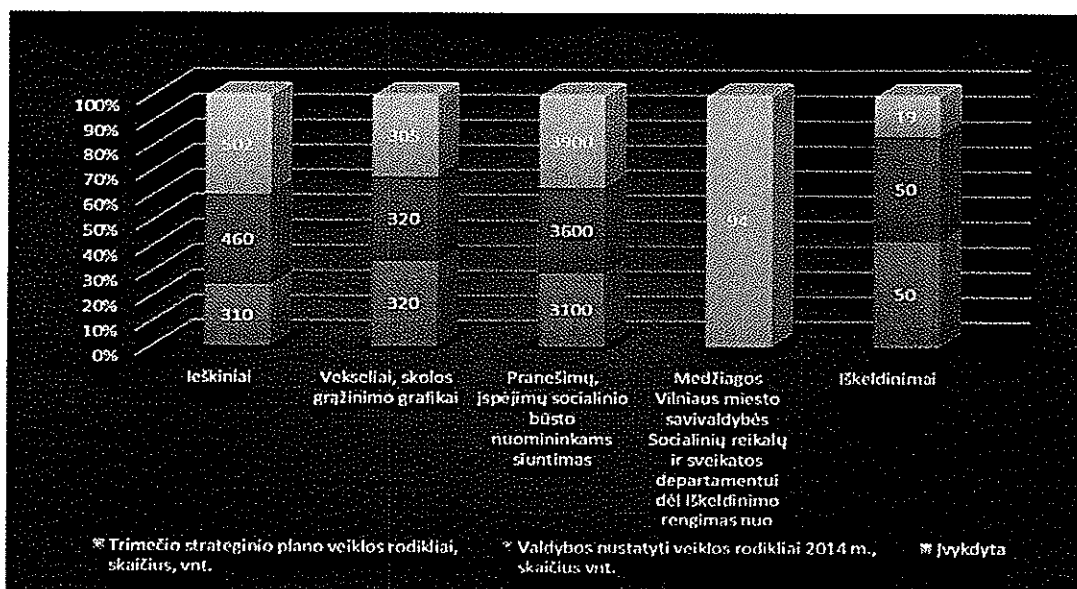 100%
90%
80%
70%
60%
50%
40%
30%
20%
10%
0%
502
460
310
305
320
320
3900
3600
3100
94
19
50
50
Ieškiniai
Vekseliai, skolos
grąžinimo grafikai
Pranešimų,
įspėjimų socialinio
būsto
nuomininkams
siuntimas
Medžiagos
Vilniaus miesto
savivaldybės
Socialinių reikalų
ir sveikatos
departamentui
dėl Iškeldinimo
rengimas nuo
Iškeldinimai
Trimečio strateginio plano veiklos rodikliai,
skaičius, vnt.
Valdybos nustatyti veiklos rodikliai 2014 m.,
skaičius vnt.
Įvykdyta